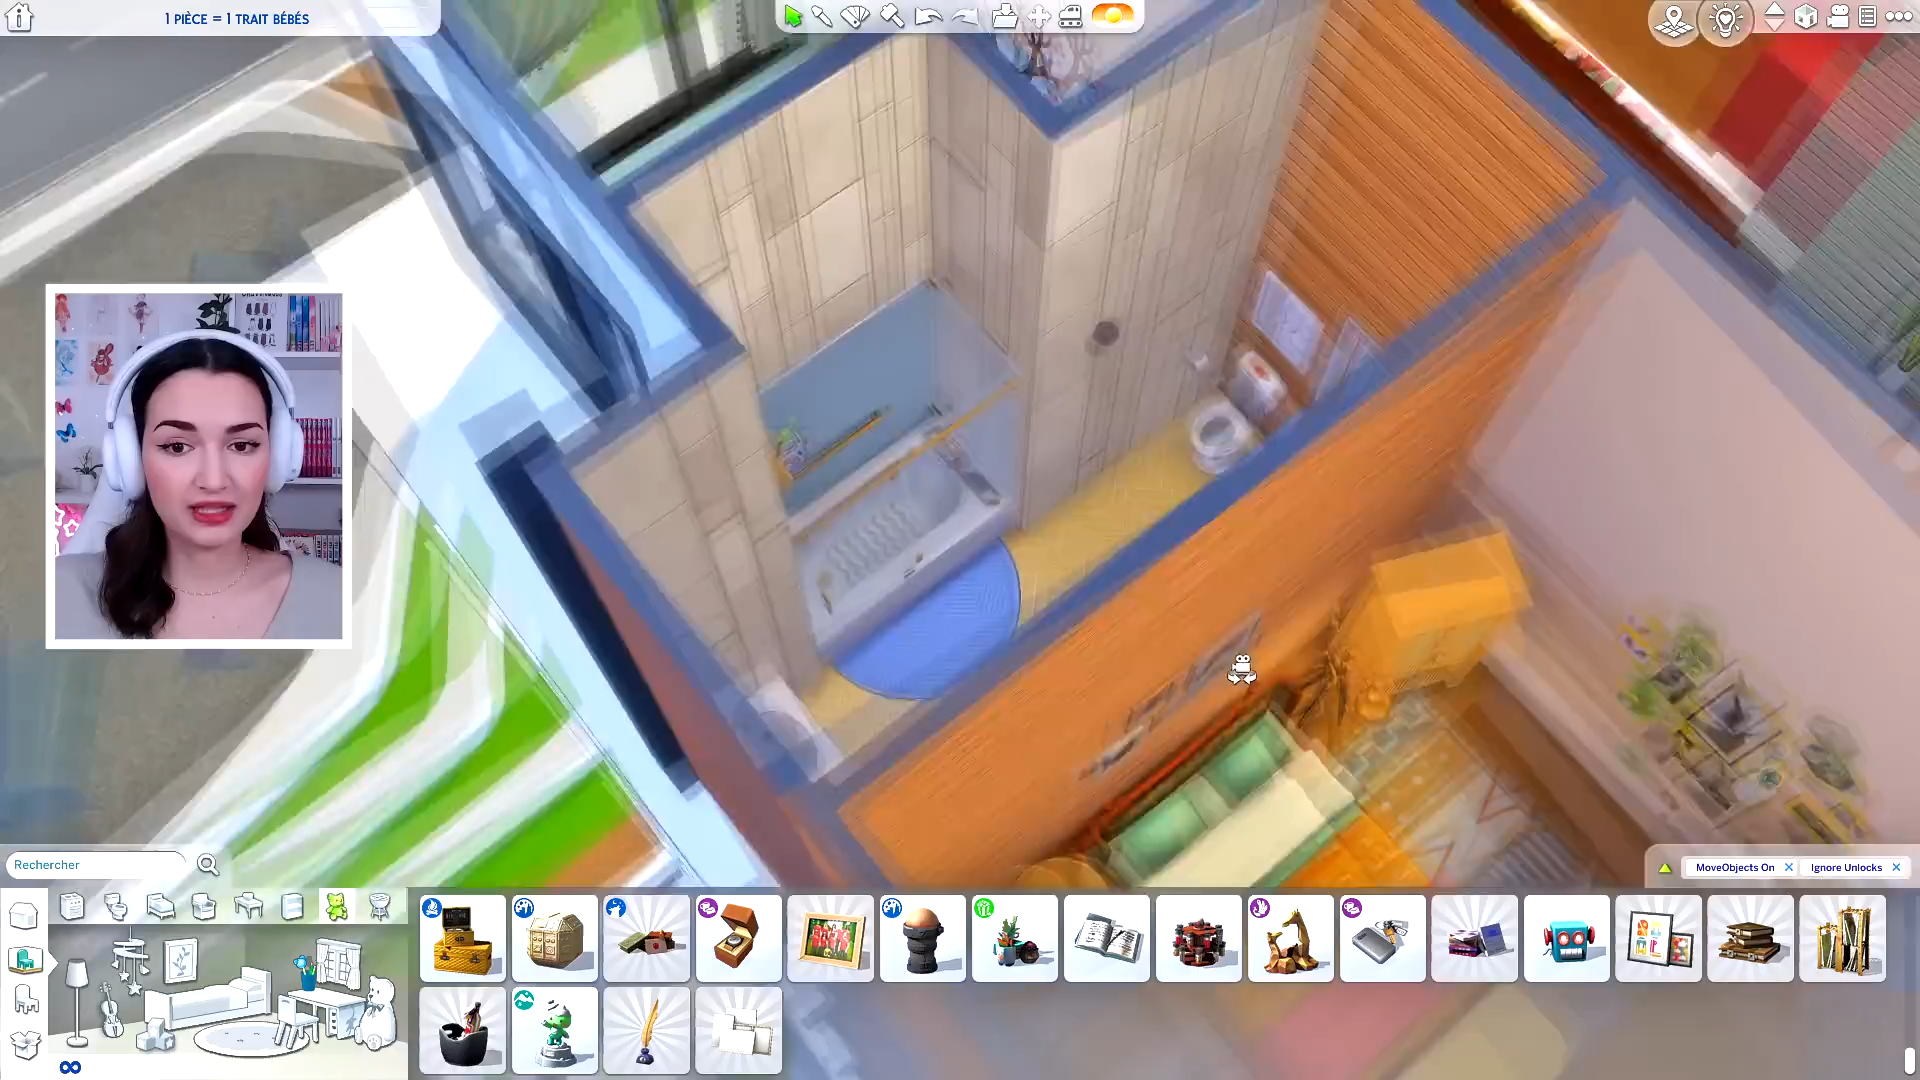 1 PIÈCE = 1 TRAIT BÉBÉS
Rechercher
MoveObjects On
Ignore Unlocks